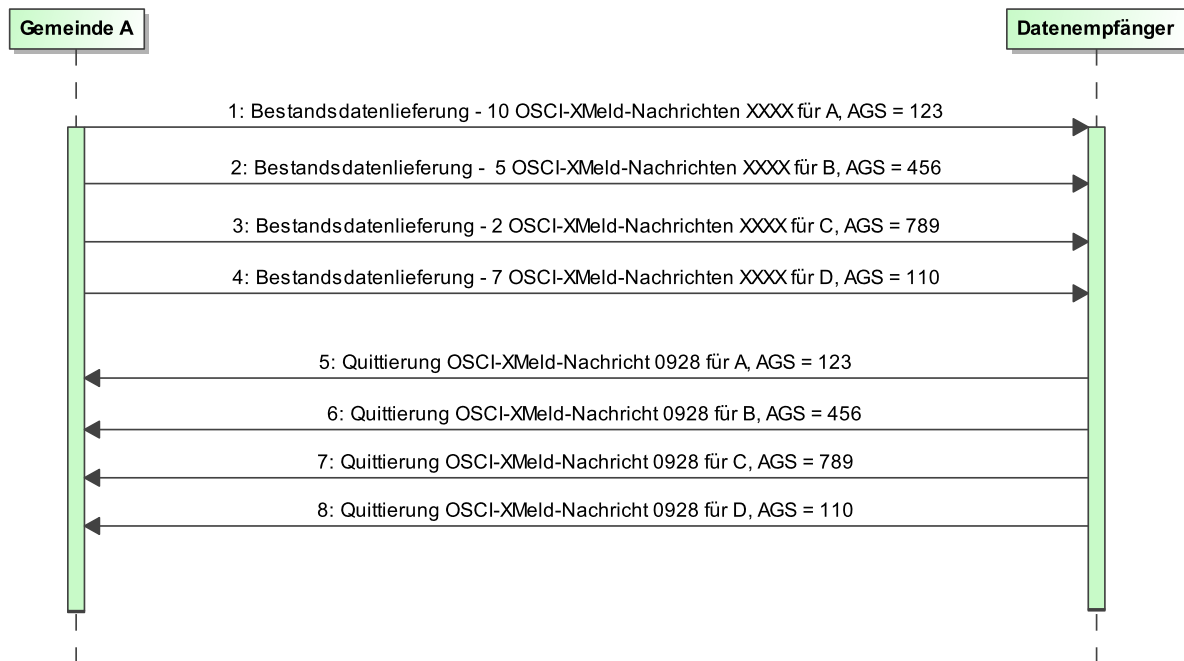 Gemeinde A
Datenempfänger
1: Bestandsdatenlieferung - 10 OSCI-XMeld-Nachrichten XXXX für A, AGS = 123
2: Bestandsdatenlieferung - 5 OSCI-XMeld-Nachrichten XXXX für B, AGS = 456
3: Bestandsdatenlieferung - 2 OSCI-XMeld-Nachrichten XXXX für C, AGS = 789
4: Bestandsdatenlieferung - 7 OSCI-XMeld-Nachrichten XXXX für D, AGS = 110
5: Quittierung OSCI-XMeld-Nachricht 0928 für A, AGS = 123
6: Quittierung OSCI-XMeld-Nachricht 0928 für B, AGS = 456
7: Quittierung OSCI-XMeld-Nachricht 0928 für C, AGS = 789
8: Quittierung OSCI-XMeld-Nachricht 0928 für D, AGS = 110